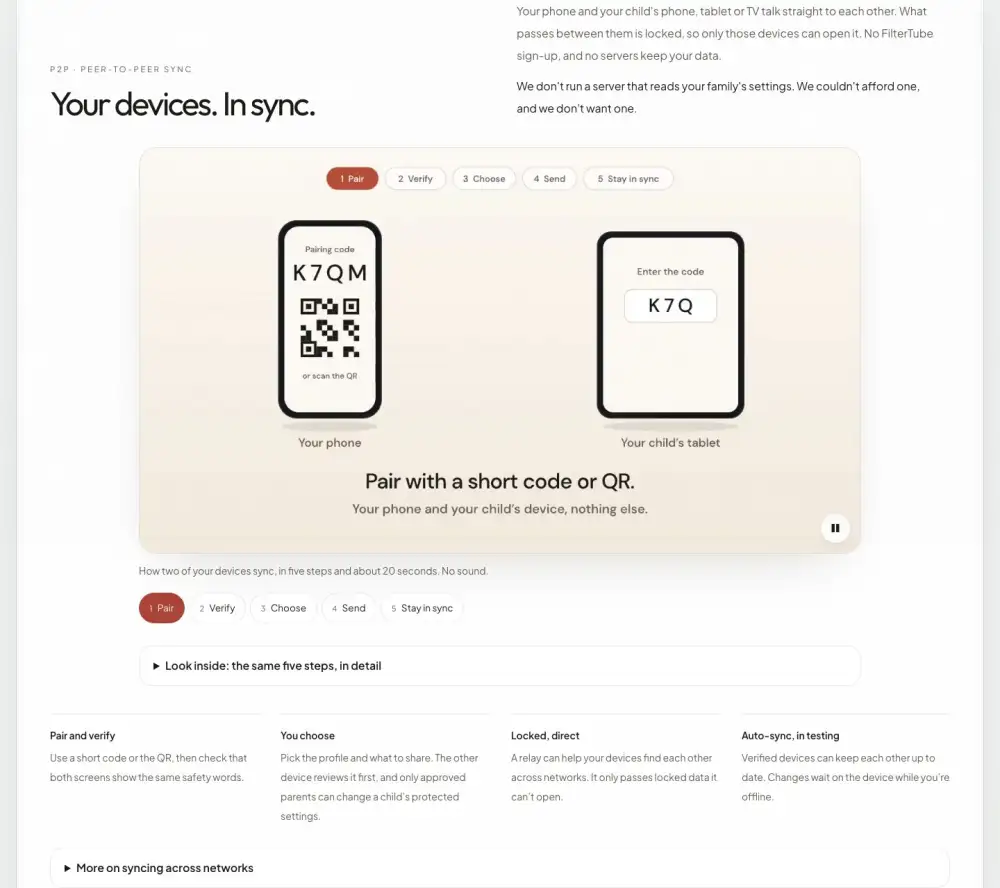 Your phone and your child's phone, tablet or TV talk straight to each other. What
passes between them is locked, so only those devices can open it. No FilterTube
sign-up, and no servers keep your data.
P2P · PEER-TO-PEER SYNC
Your devices. In sync.
We don't run a server that reads your family's settings. We couldn't afford one,
and we don't want one.
1 Pair
2 Verify
3 Choose
4 Send
5 Stay in sync
Pairing code
K7QM
or scan the QR
Your phone
Enter the code
K7Q
Your child's tablet
Pair with a short code or QR.
Your phone and your child's device, nothing else.
How two of your devices sync, in five steps and about 20 seconds. No sound.
1 Pair
2 Verify
3 Choose
4 Send
5 Stay in sync
Look inside: the same five steps, in detail
Pair and verify
Use a short code or the QR, then check that
both screens show the same safety words.
You choose
Pick the profile and what to share. The other
device reviews it first, and only approved
parents can change a child's protected
settings.
Locked, direct
A relay can help your devices find each other
across networks. It only passes locked data it
can't open.
Auto-sync, in testing
Verified devices can keep each other up to
date. Changes wait on the device while you're
offline.
More on syncing across networks